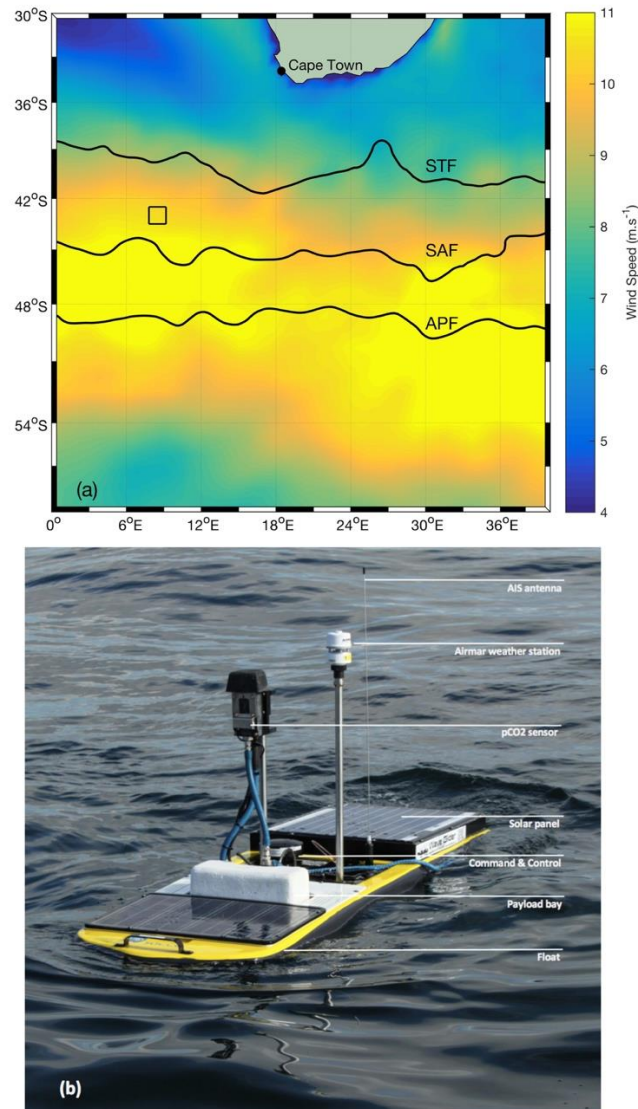 30°S
36°S
42°S
48°S
54°S
Cape Town
STF
SAF
APF
(a)
0°
6°E
12°E
18°E
24°E
30°E
36°E
11
10
9
8
7
6
5
4
Wind Speed (m.s⁻¹)
AIS antenna
Airmar weather station
pCO2 sensor
Solar panel
Command & Control
Payload bay
Float
(b)